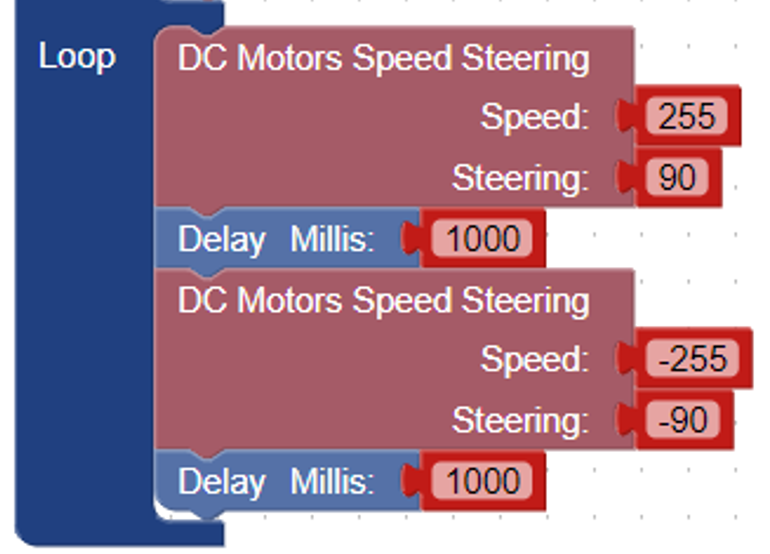 Loop
DC Motors Speed Steering
Speed: 255
Steering: 90
Delay Millis: 1000
DC Motors Speed Steering
Speed: -255
Steering: -90
Delay Millis: 1000